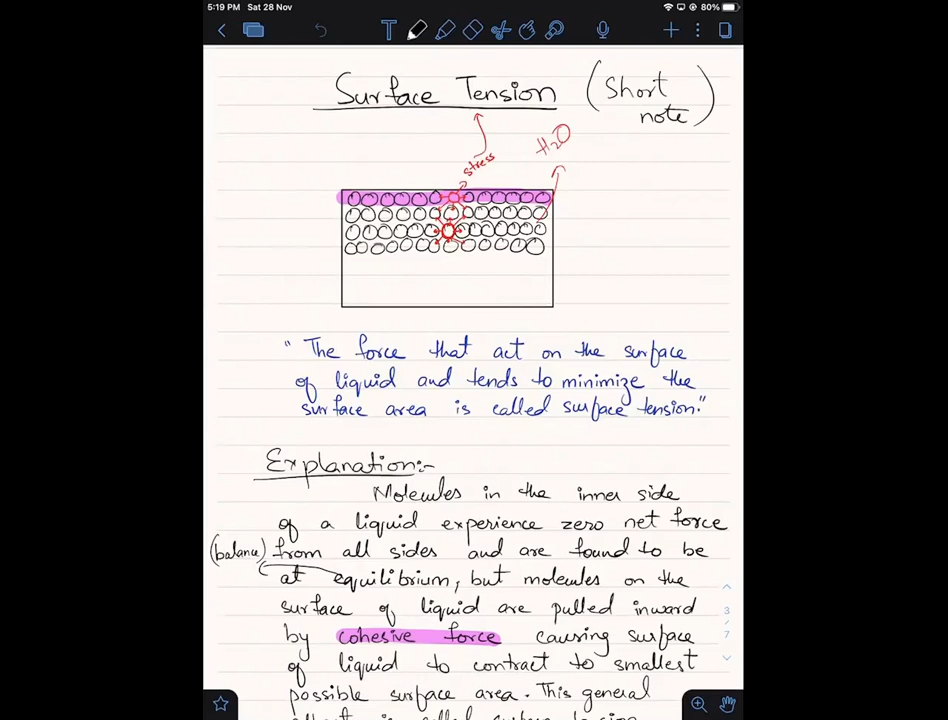 5:19 PM Sat 28 Nov
80%
Surface Tension (Short note)
H₂O
stress
" The force that act on the surface
of liquid and tends to minimize the
surface area is called surface tension."
Explanation:-
Molecules in the inner side
of a liquid experience zero net force
(balance) from all sides and are found to be
at equilibrium, but molecules on the
surface of liquid are pulled inward
by cohesive force causing surface
of liquid to contract to smallest
possible surface area. This general
3
/
7